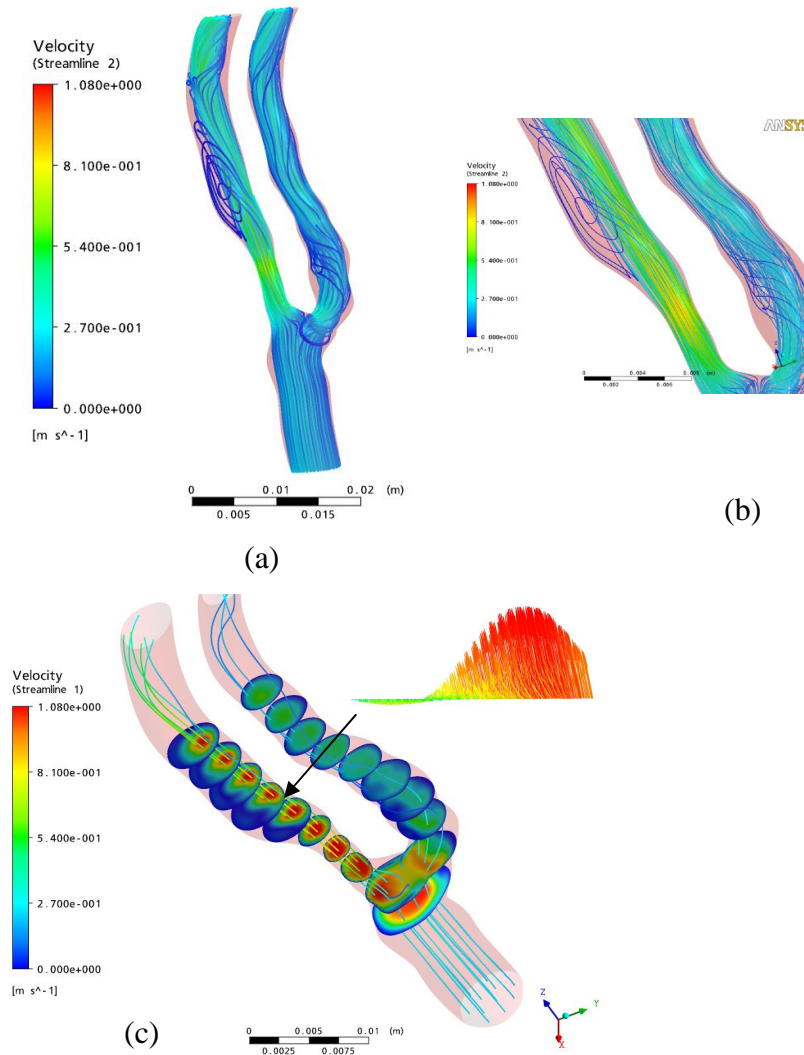 Velocity
(Streamline 2)
1.080e+000
8.100e-001
5.400e-001
2.700e-001
0.000e+000
[m s^-1]
0 0.01 0.02 (m)
0.005 0.015
(a)
ANSYS
Velocity
(Streamline 2)
1.080e+000
8.100e-001
5.400e-001
2.700e-001
0.000e+000
[m s^-1]
0 0.004 (m)
0.002 0.006
(b)
Velocity
(Streamline 1)
1.080e+000
8.100e-001
5.400e-001
2.700e-001
0.000e+000
[m s^-1]
0 0.005 0.01 (m)
0.0025 0.0075
Z
Y
X
(c)